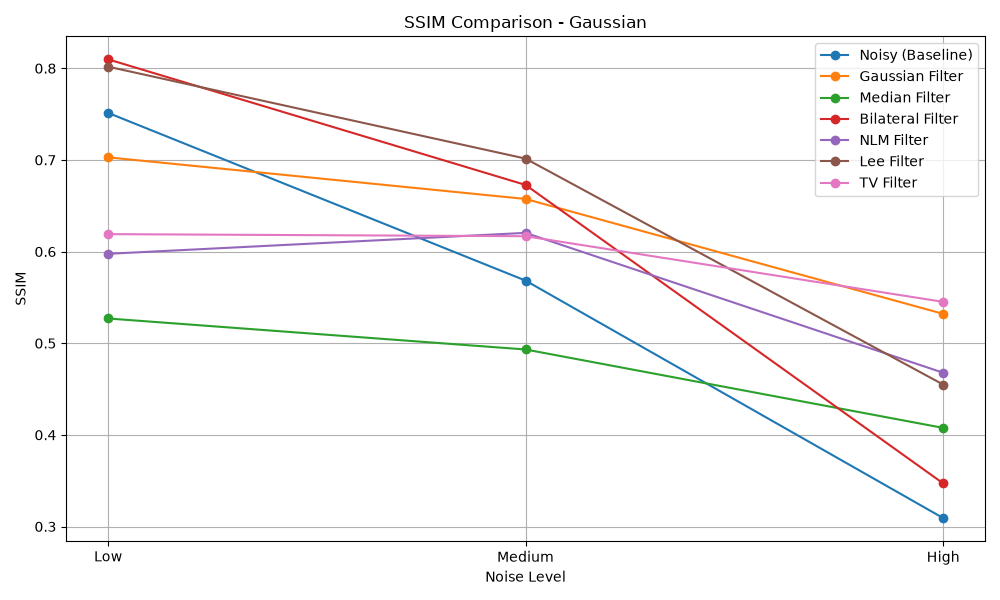 SSIM Comparison - Gaussian
Noisy (Baseline)
Gaussian Filter
Median Filter
Bilateral Filter
NLM Filter
Lee Filter
TV Filter
SSIM
0.8
0.7
0.6
0.5
0.4
0.3
Low
Medium
High
Noise Level